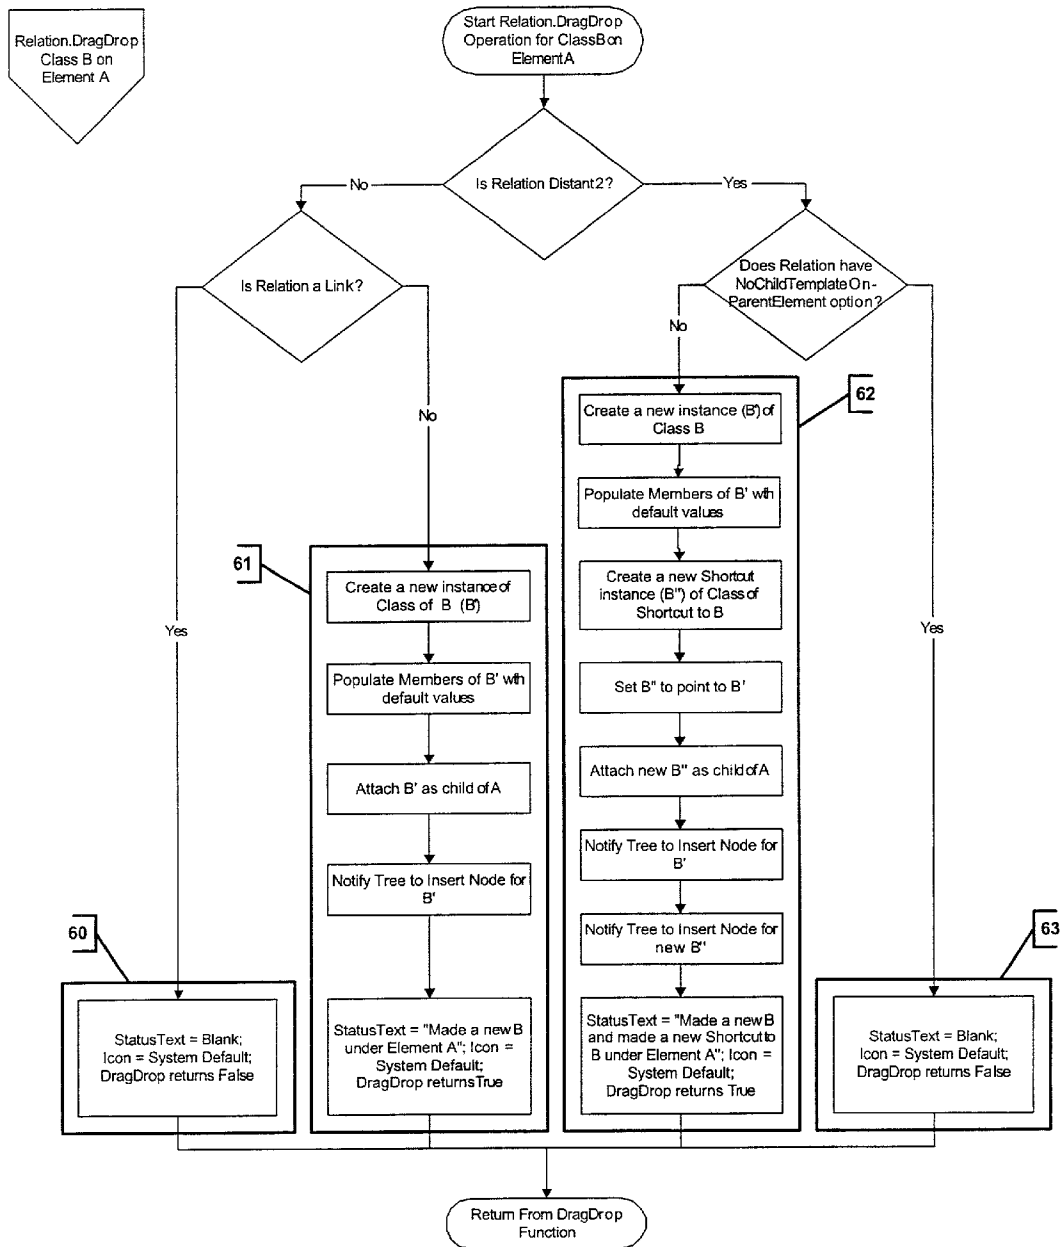 Relation.DragDrop
Class B on
Element A
Start Relation.DragDrop
Operation for ClassB on
Element A
Is Relation Distant2?
No
Yes
Is Relation a Link?
Does Relation have
NoChildTemplateOn-
ParentElement option?
No
No
Yes
Yes
62
Create a new instance (B') of
Class B
Populate Members of B' with
default values
Create a new Shortcut
instance (B") of Class of
Shortcut to B
Set B" to point to B'
Attach new B" as child of A
Notify Tree to Insert Node for
B'
Notify Tree to Insert Node for
new B"
StatusText = "Made a new B
and made a new Shortcut to
B under Element A"; Icon =
System Default;
DragDrop returns True
61
Create a new instance of
Class of B (B')
Populate Members of B' with
default values
Attach B' as child of A
Notify Tree to Insert Node for
B'
StatusText = "Made a new B
under Element A"; Icon =
System Default;
DragDrop returns True
60
StatusText = Blank;
Icon = System Default;
DragDrop returns False
63
StatusText = Blank;
Icon = System Default;
DragDrop returns False
Return From DragDrop
Function